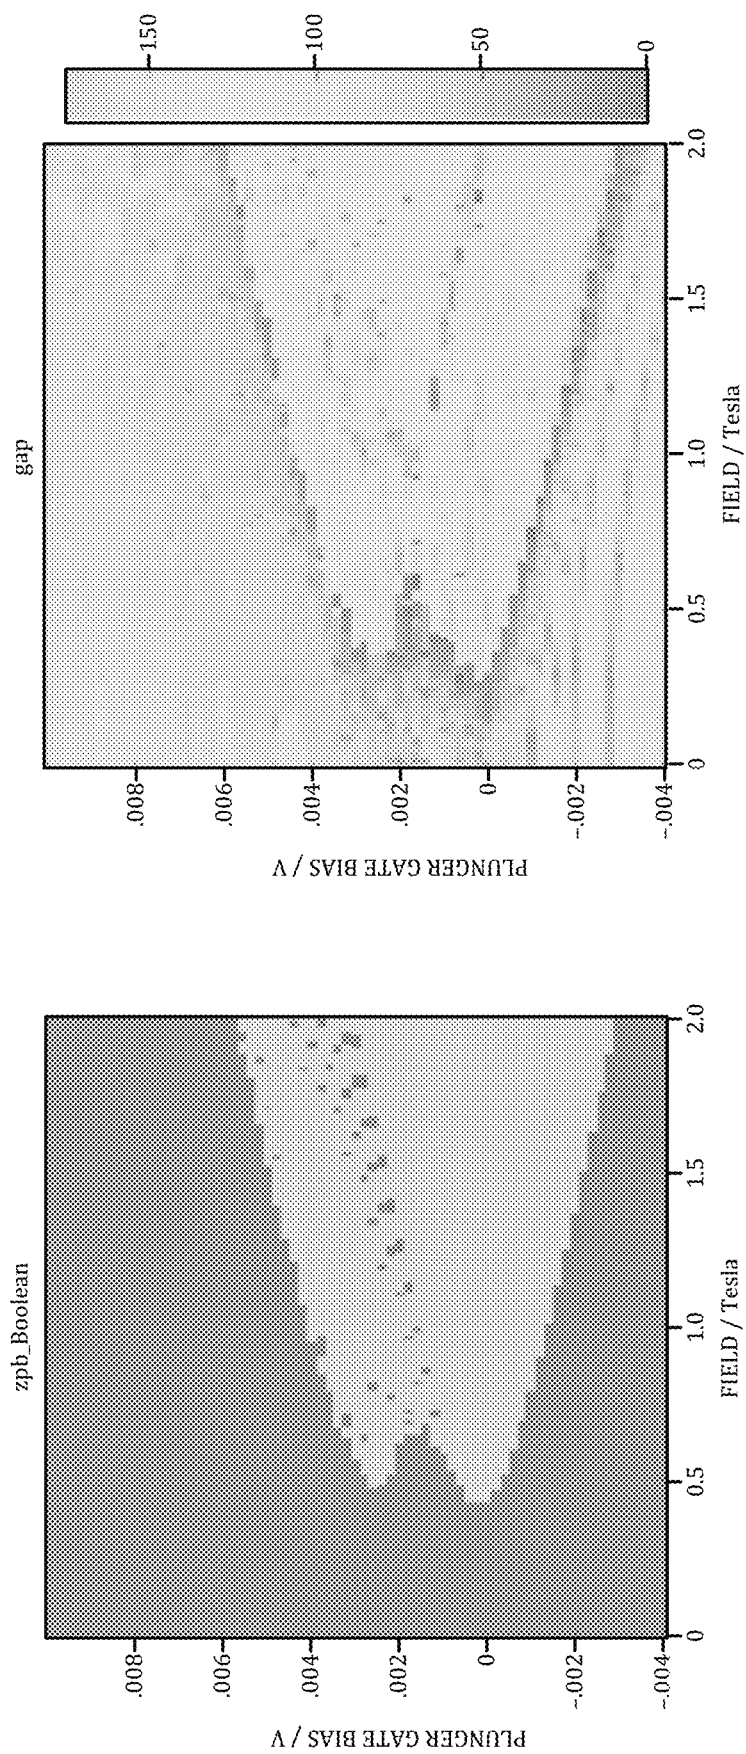 zpb_Boolean
PLUNGER GATE BIAS / V
.008
.006
.004
.002
0
-.002
-.004
0 0.5 1.0 1.5 2.0
FIELD / Tesla
gap
PLUNGER GATE BIAS / V
.008
.006
.004
.002
0
-.002
-.004
0 0.5 1.0 1.5 2.0
FIELD / Tesla
150
100
50
0